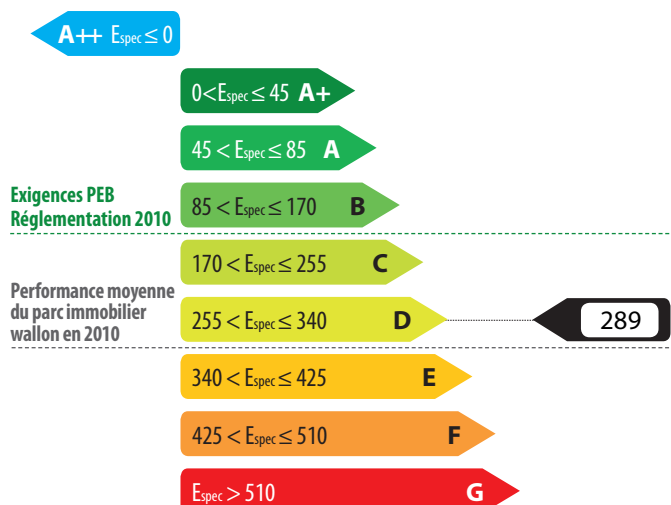 A++ Espec ≤ 0
0<Espec ≤ 45 A+
45 < Espec ≤ 85 A
Exigences PEB
Réglementation 2010
85 < Espec ≤ 170 B
170 < Espec ≤ 255 C
Performance moyenne
du parc immobilier
wallon en 2010
255 < Espec ≤ 340 D
289
340 < Espec ≤ 425 E
425 < Espec ≤ 510 F
Espec > 510 G